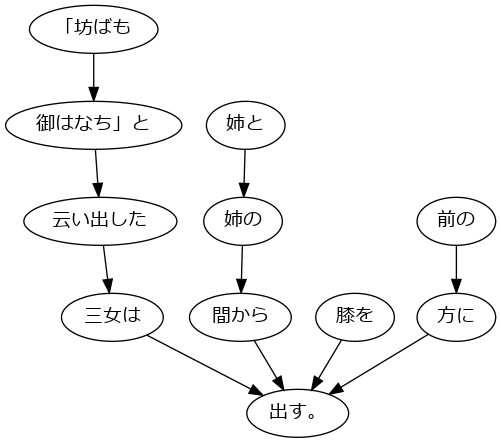 「坊ばも
御はなち」と
姉と
云い出した
姉の
前の
三女は
間から
膝を
方に
出す。